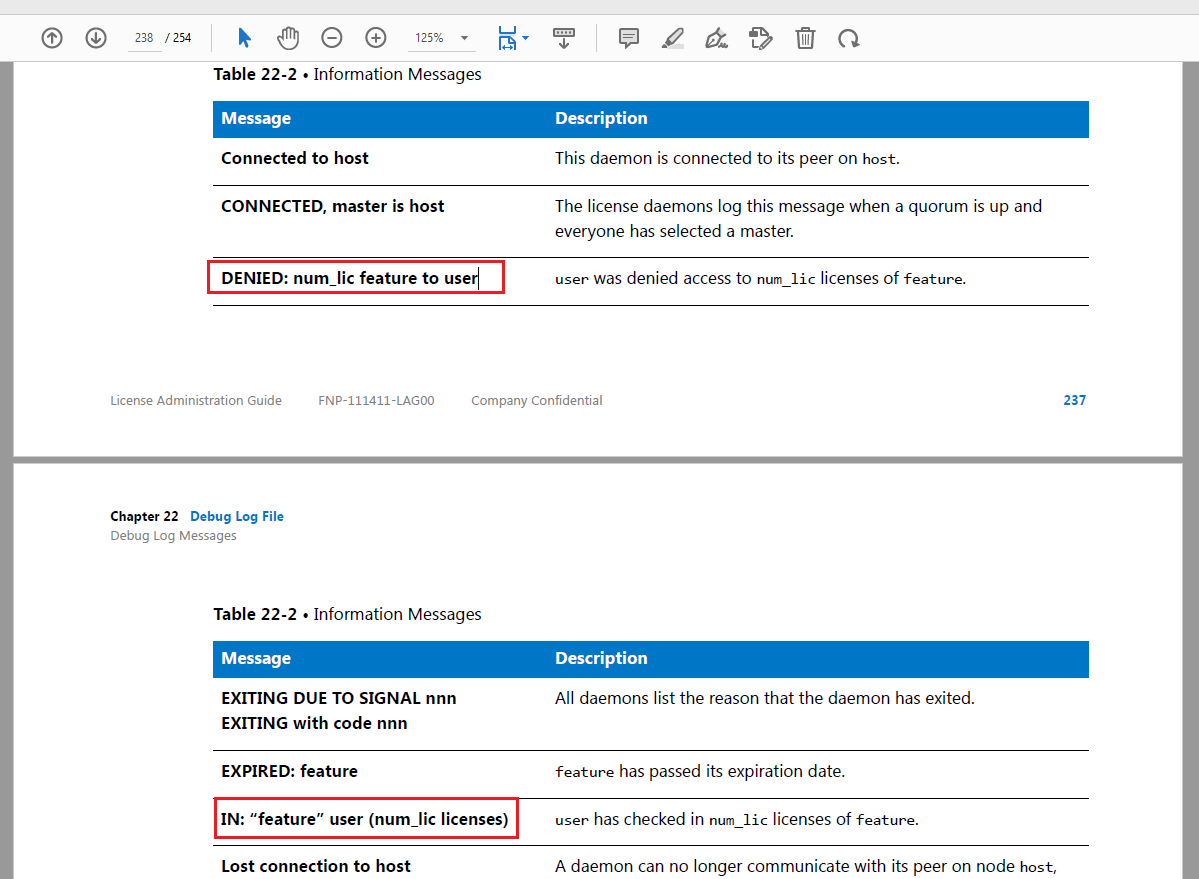 238 / 254 125%
Table 22-2 • Information Messages
Message Description
Connected to host This daemon is connected to its peer on host.
CONNECTED, master is host The license daemons log this message when a quorum is up and
everyone has selected a master.
DENIED: num_lic feature to user user was denied access to num_lic licenses of feature.
License Administration Guide FNP-111411-LAG00 Company Confidential 237
Chapter 22 Debug Log File
Debug Log Messages
Table 22-2 • Information Messages
Message Description
EXITING DUE TO SIGNAL nnn All daemons list the reason that the daemon has exited.
EXITING with code nnn
EXPIRED: feature feature has passed its expiration date.
IN: “feature” user (num_lic licenses) user has checked in num_lic licenses of feature.
Lost connection to host A daemon can no longer communicate with its peer on node host,